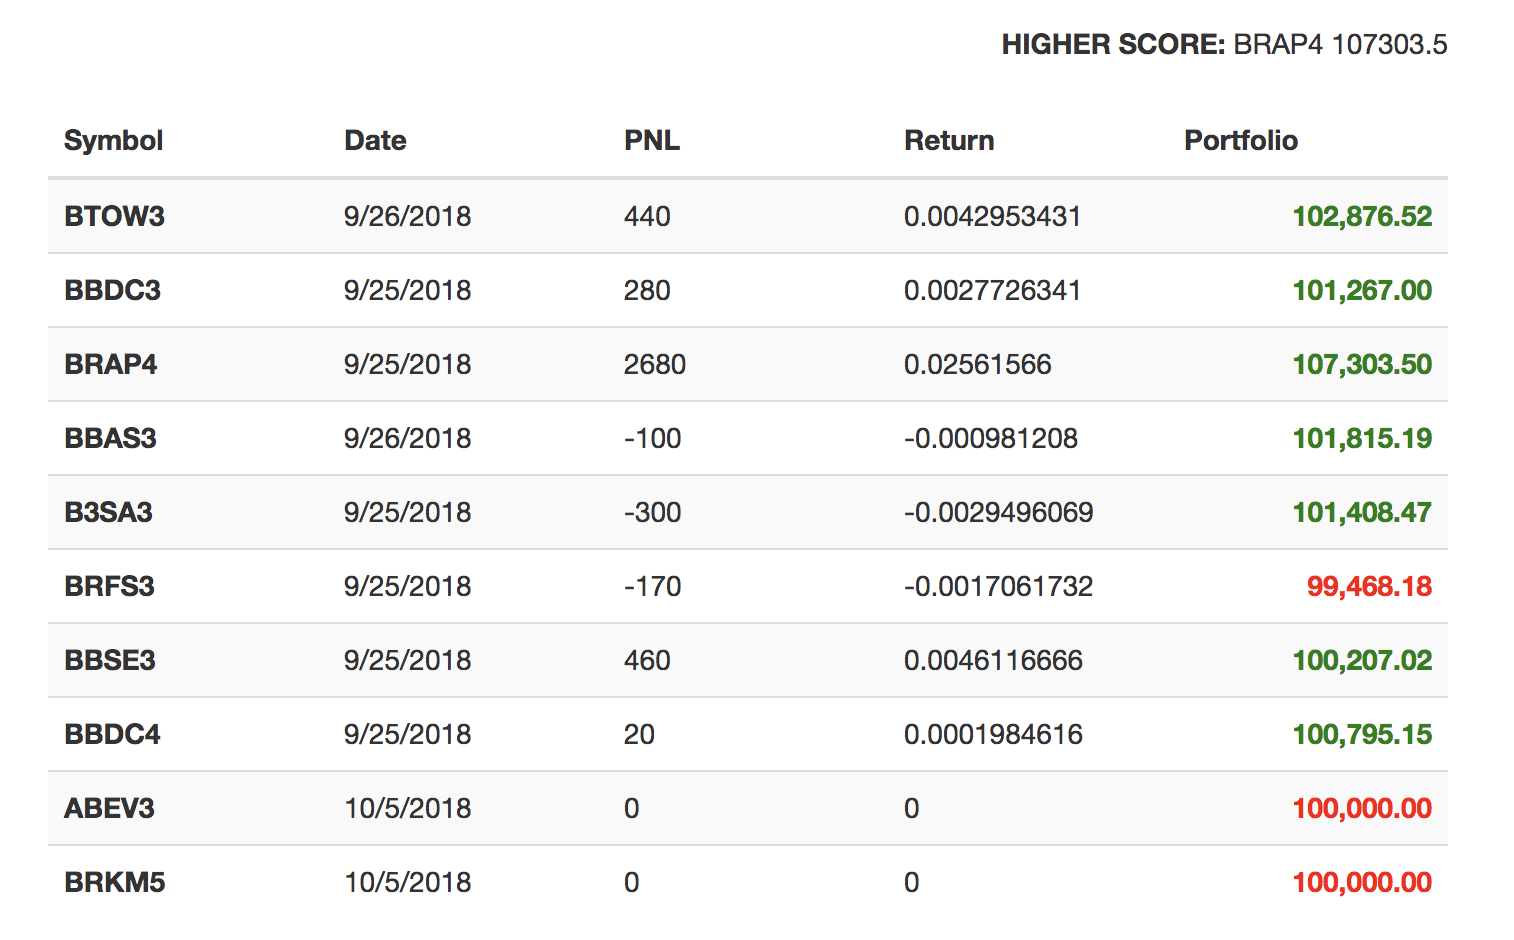 HIGHER SCORE: BRAP4 107303.5
Symbol Date PNL Return Portfolio
BTOW3 9/26/2018 440 0.0042953431 102,876.52
BBDC3 9/25/2018 280 0.0027726341 101,267.00
BRAP4 9/25/2018 2680 0.02561566 107,303.50
BBAS3 9/26/2018 -100 -0.000981208 101,815.19
B3SA3 9/25/2018 -300 -0.0029496069 101,408.47
BRFS3 9/25/2018 -170 -0.0017061732 99,468.18
BBSE3 9/25/2018 460 0.0046116666 100,207.02
BBDC4 9/25/2018 20 0.0001984616 100,795.15
ABEV3 10/5/2018 0 0 100,000.00
BRKM5 10/5/2018 0 0 100,000.00